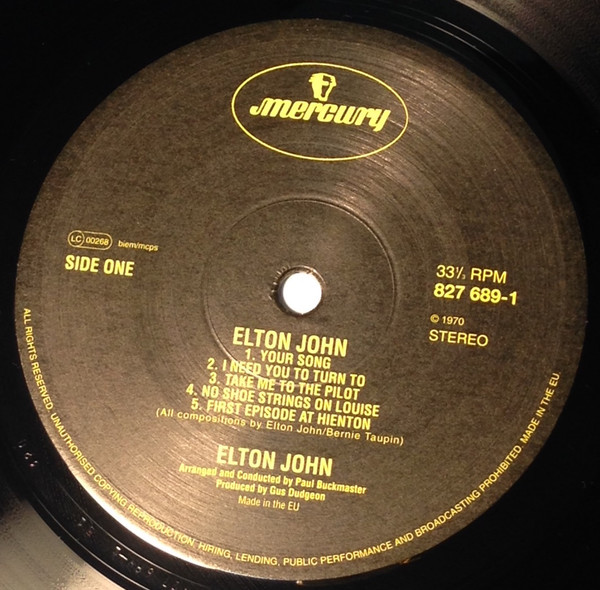 mercury
LC 00268 biem/mcps
SIDE ONE
33⅓ RPM
827 689-1
© 1970
STEREO
ELTON JOHN
1. YOUR SONG
2. I NEED YOU TO TURN TO
3. TAKE ME TO THE PILOT
4. NO SHOE STRINGS ON LOUISE
5. FIRST EPISODE AT HIENTON
(All compositions by Elton John/Bernie Taupin)
ELTON JOHN
Arranged and Conducted by Paul Buckmaster
Produced by Gus Dudgeon
Made in the EU
ALL RIGHTS RESERVED. UNAUTHORISED COPYING REPRODUCTION. HIRING, LENDING, PUBLIC PERFORMANCE AND BROADCASTING PROHIBITED. MADE IN THE EU.